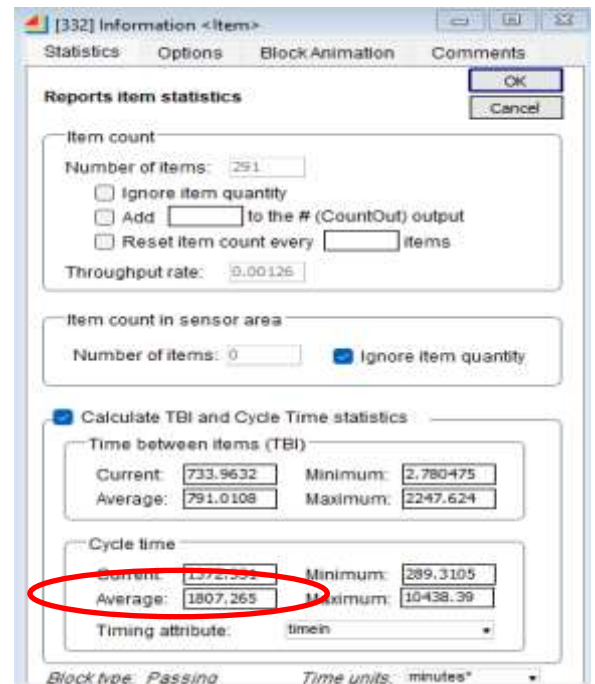 [332] Information <Item>
Statistics Options Block Animation Comments
OK
Reports item statistics
Cancel
Item count
Number of items: 291
Ignore item quantity
Add to the # (CountOut) output
Reset item count every items
Throughput rate: 0.00126
Item count in sensor area
Number of items: 0 Ignore item quantity
Calculate TBI and Cycle Time statistics
Time between items (TBI)
Current: 733.9632 Minimum: 2.780475
Average: 791.0108 Maximum: 2247.624
Cycle time
Current: Minimum: 289.3105
Average: 1807.265 Maximum: 10438.39
Timing attribute: timein
Block type: Passing Time units: minutes*